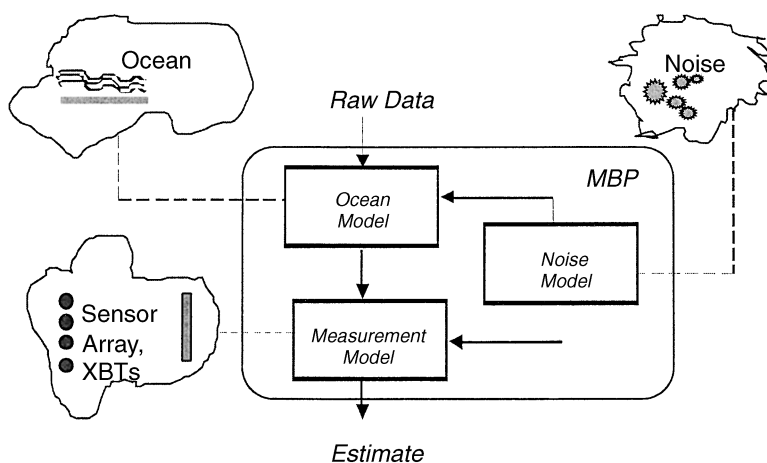 Ocean
Noise
Raw Data
MBP
Ocean
Model
Noise
Model
Sensor
Array,
XBTs
Measurement
Model
Estimate